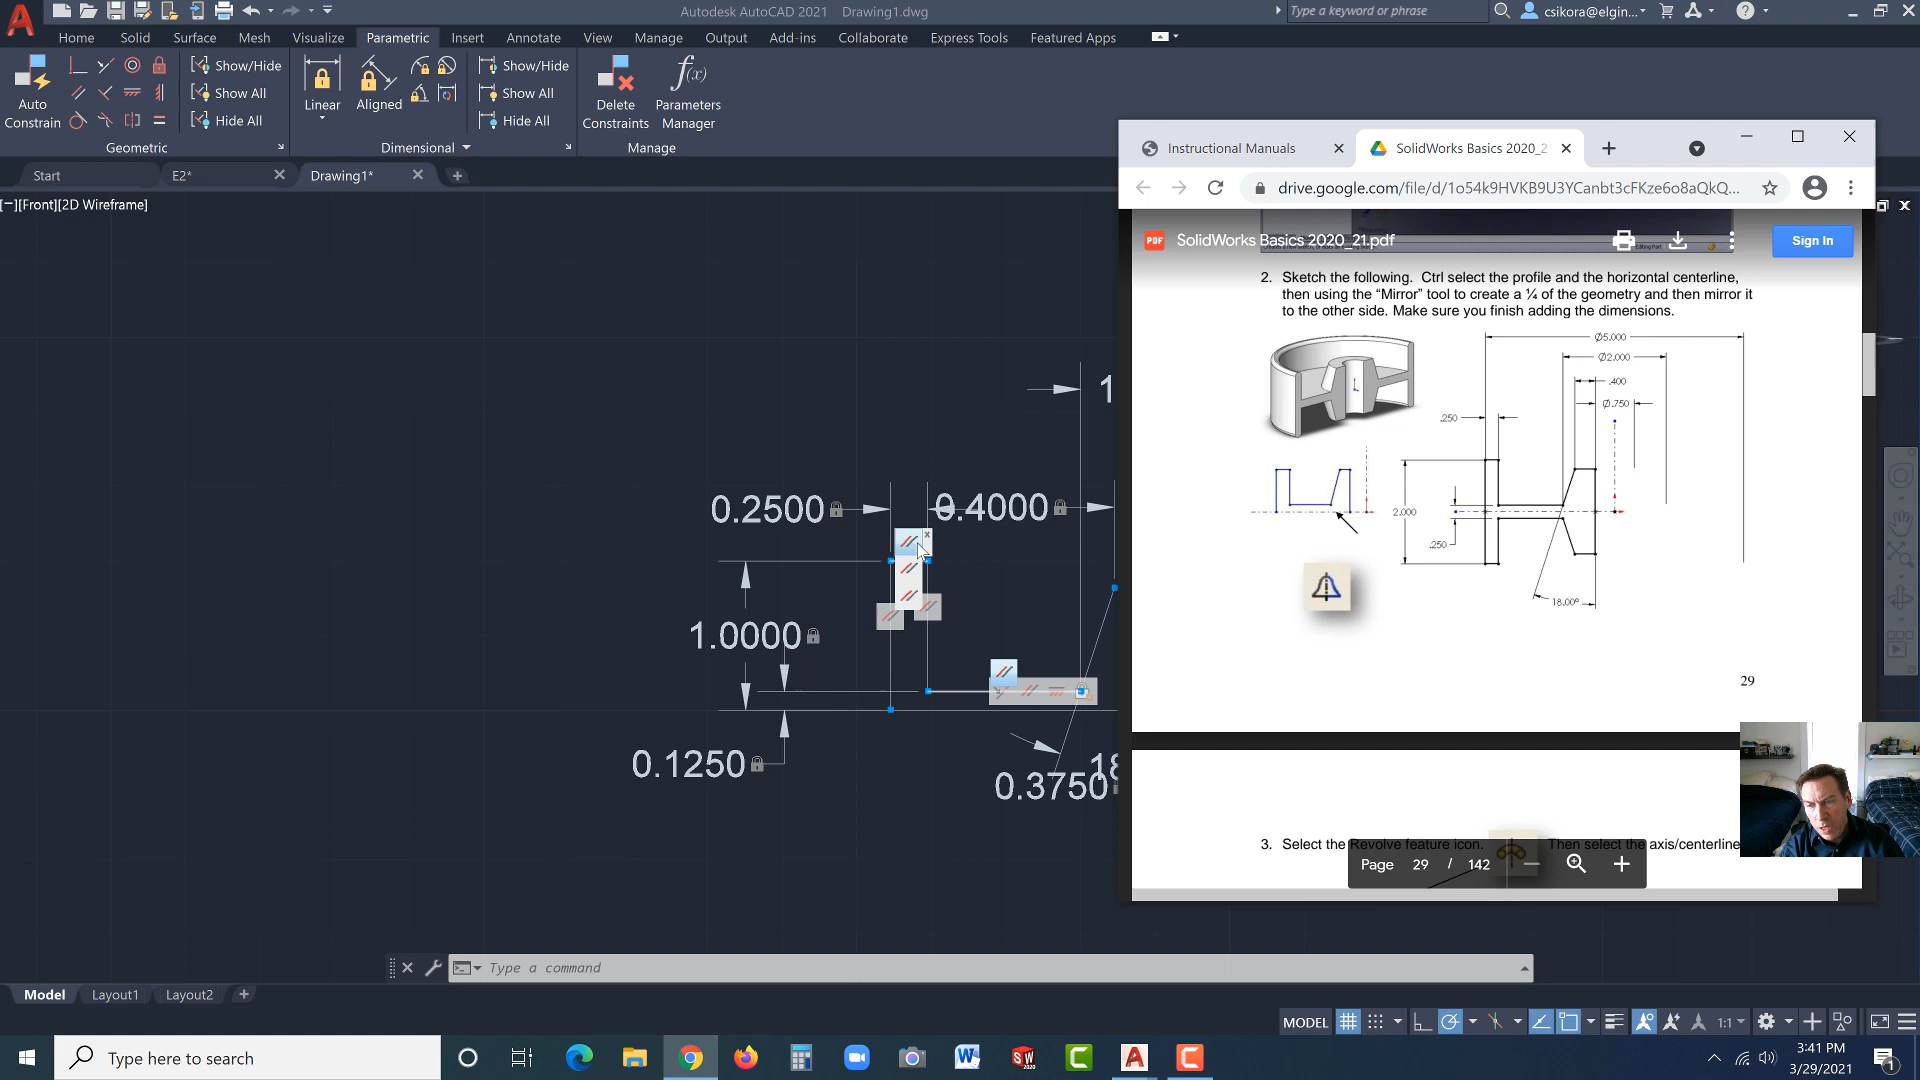 Autodesk AutoCAD 2021 Drawing1.dwg
Type a keyword or phrase
csikora@elgin...
Home Solid Surface Mesh Visualize Parametric Insert Annotate View Manage Output Add-ins Collaborate Express Tools Featured Apps
Auto Constrain
Show/Hide
Show All
Hide All
Geometric
Linear
Aligned
Show/Hide
Show All
Hide All
Dimensional
Delete Constraints
f(x)
Parameters Manager
Manage
Start
E2*
Drawing1*
[−][Front][2D Wireframe]
0.2500
0.4000
1
1.0000
0.1250
0.3750
18
Instructional Manuals
SolidWorks Basics 2020_2
drive.google.com/file/d/1o54k9HVKB9U3YCanbt3cFKze6o8aQkQ...
PDF
SolidWorks Basics 2020_21.pdf
Sign In
2. Sketch the following. Ctrl select the profile and the horizontal centerline,
then using the “Mirror” tool to create a ¼ of the geometry and then mirror it
to the other side. Make sure you finish adding the dimensions.
Ø5.000
Ø2.000
.400
Ø.750
.250
2.000
.250
18.00°
29
3. Select the Revolve feature icon. Then select the axis/centerline
Page 29 / 142
Type a command
Model Layout1 Layout2
MODEL
1:1
Type here to search
3:41 PM
3/29/2021
1